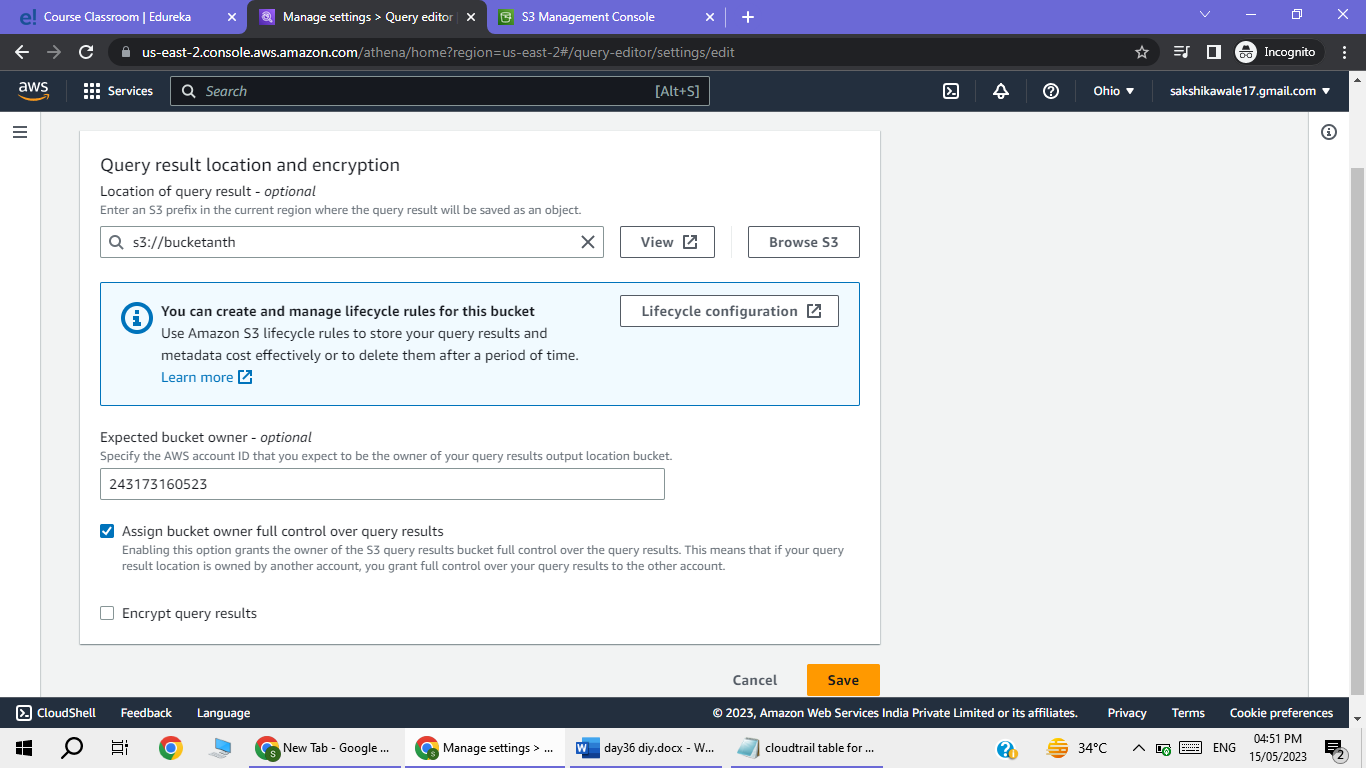 e! Course Classroom | Edureka
Manage settings > Query editor
S3 Management Console
us-east-2.console.aws.amazon.com/athena/home?region=us-east-2#/query-editor/settings/edit
Incognito
aws
Services
Search
[Alt+S]
Ohio
sakshikawale17.gmail.com
Query result location and encryption
Location of query result - optional
Enter an S3 prefix in the current region where the query result will be saved as an object.
s3://bucketanth
View
Browse S3
You can create and manage lifecycle rules for this bucket
Lifecycle configuration
Use Amazon S3 lifecycle rules to store your query results and
metadata cost effectively or to delete them after a period of time.
Learn more
Expected bucket owner - optional
Specify the AWS account ID that you expect to be the owner of your query results output location bucket.
243173160523
Assign bucket owner full control over query results
Enabling this option grants the owner of the S3 query results bucket full control over the query results. This means that if your query
result location is owned by another account, you grant full control over your query results to the other account.
Encrypt query results
Cancel
Save
CloudShell
Feedback
Language
© 2023, Amazon Web Services India Private Limited or its affiliates.
Privacy
Terms
Cookie preferences
New Tab - Google ...
Manage settings > ...
day36 diy.docx - W...
cloudtrail table for ...
34°C
ENG
04:51 PM
15/05/2023
2